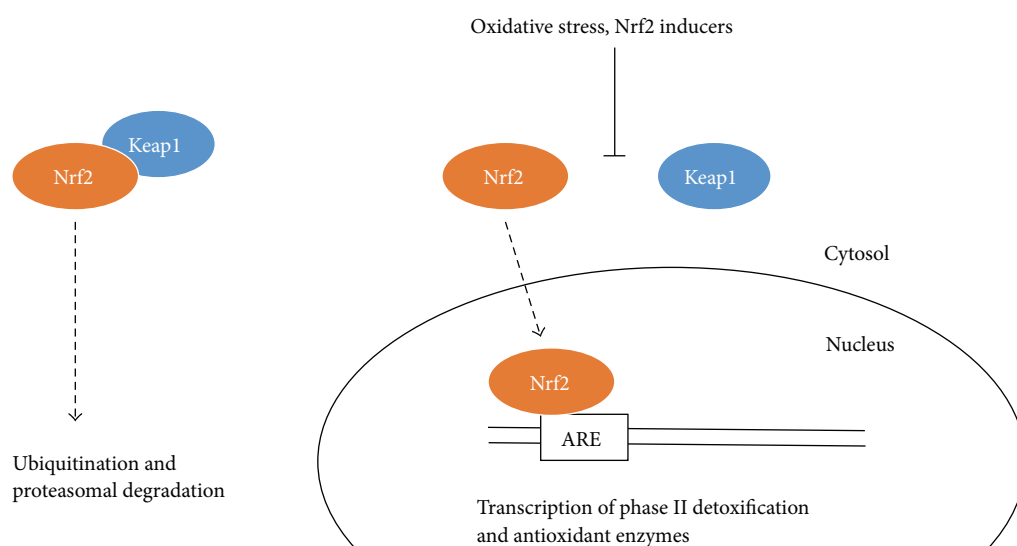 Oxidative stress, Nrf2 inducers
Keap1
Nrf2
Nrf2
Keap1
Cytosol
Nucleus
Nrf2
ARE
Ubiquitination and
proteasomal degradation
Transcription of phase II detoxification
and antioxidant enzymes